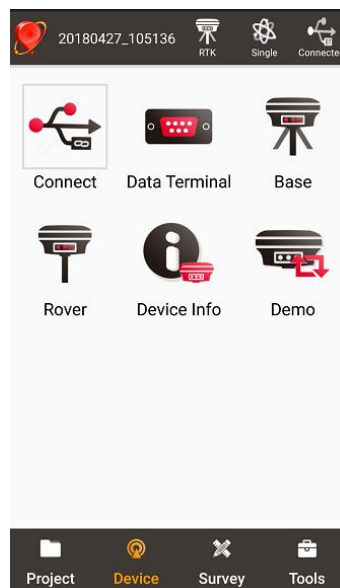 20180427_105136
RTK
Single
Connecte
Connect
Data Terminal
Base
Rover
Device Info
Demo
Project
Device
Survey
Tools